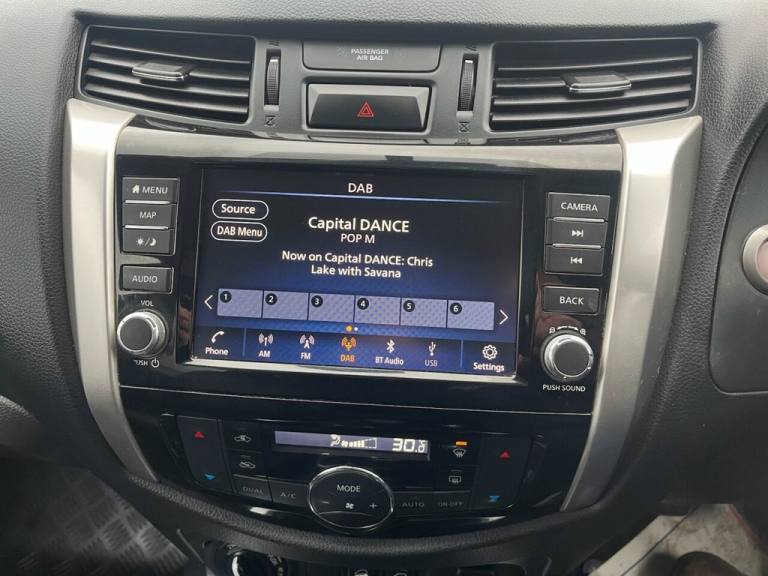 PASSENGER
AIR BAG
DAB
MENU
MAP
AUDIO
VOL
PUSH
Source
DAB Menu
Capital DANCE
POP M
Now on Capital DANCE: Chris
Lake with Savana
1 2 3 4 5 6
Phone AM FM DAB BT Audio USB Settings
CAMERA
BACK
PUSH SOUND
30.0
DUAL A/C MODE AUTO ON·OFF